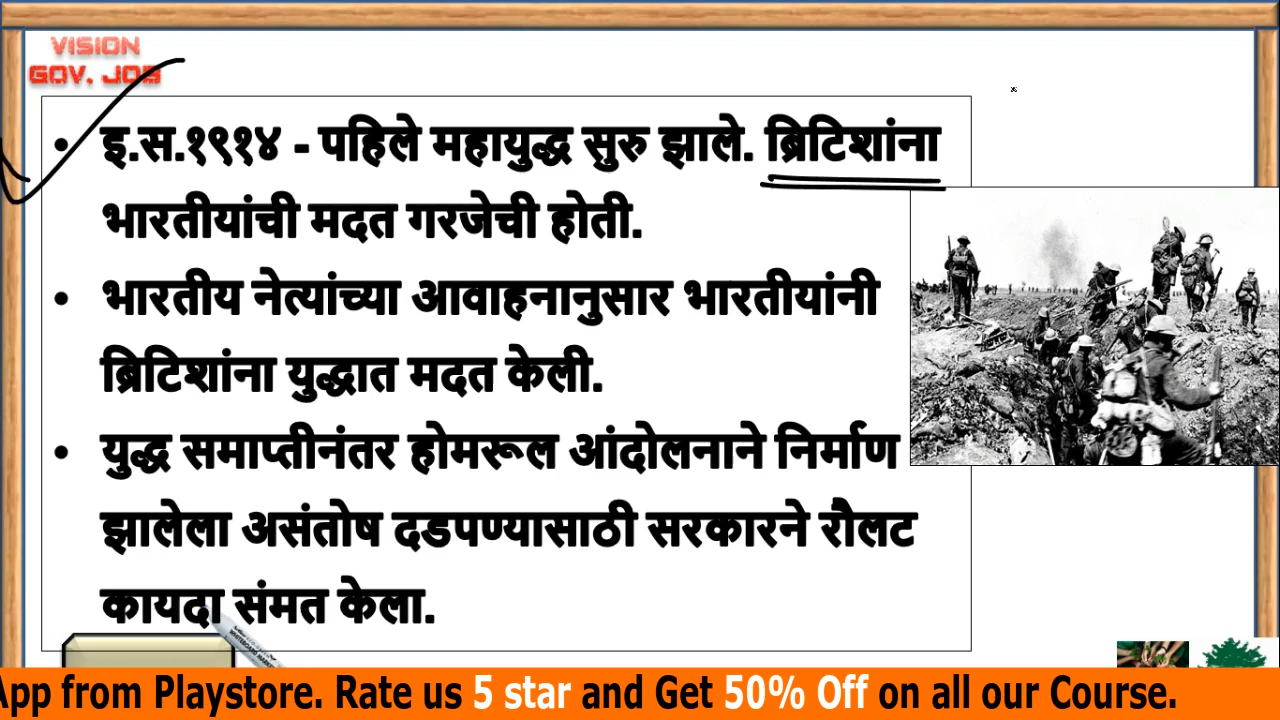 VISION
GOV. JOB
• इ.स.१९१४ - पहिले महायुद्ध सुरु झाले. ब्रिटिशांना
भारतीयांची मदत गरजेची होती.
• भारतीय नेत्यांच्या आवाहनानुसार भारतीयांनी
ब्रिटिशांना युद्धात मदत केली.
• युद्ध समाप्तीनंतर होमरूल आंदोलनाने निर्माण
झालेला असंतोष दडपण्यासाठी सरकारने रौलट
कायदा संमत केला.
App from Playstore. Rate us 5 star and Get 50% Off on all our Course.